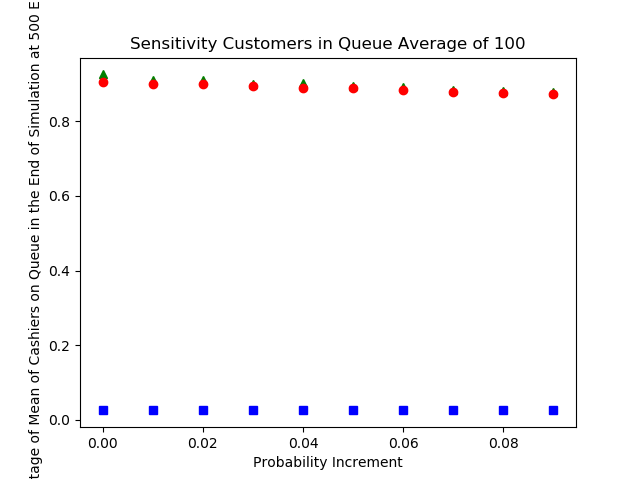 Sensitivity Customers in Queue Average of 100
tage of Mean of Cashiers on Queue in the End of Simulation at 500 E
0.8
0.6
0.4
0.2
0.0
0.00 0.02 0.04 0.06 0.08
Probability Increment